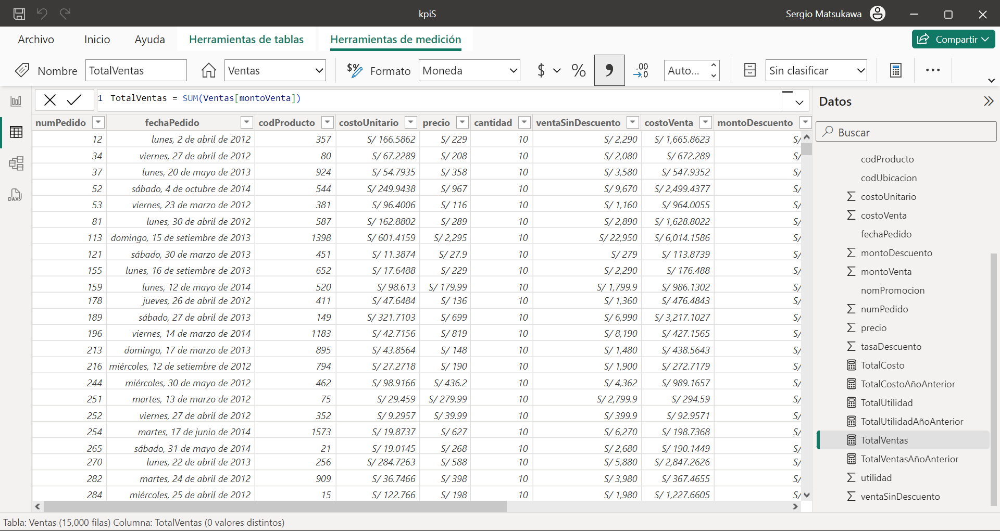 kpiS
Sergio Matsukawa
Archivo Inicio Ayuda Herramientas de tablas Herramientas de medición Compartir
Nombre TotalVentas Ventas $% Formato Moneda $ % , .00 →.0 Auto... Sin clasificar ...
1 TotalVentas = SUM(Ventas[montoVenta])
Datos
Buscar
DAX
numPedido fechaPedido codProducto costoUnitario precio cantidad ventaSinDescuento costoVenta montoDescuento
12 lunes, 2 de abril de 2012 357 S/ 166.5862 S/ 229 10 S/ 2,290 S/ 1,665.8623 S/
34 viernes, 27 de abril de 2012 80 S/ 67.2289 S/ 208 10 S/ 2,080 S/ 672.289 S/
37 lunes, 20 de mayo de 2013 924 S/ 54.7935 S/ 358 10 S/ 3,580 S/ 547.9352 S/
52 sábado, 4 de octubre de 2014 544 S/ 249.9438 S/ 967 10 S/ 9,670 S/ 2,499.4377 S/
53 viernes, 23 de marzo de 2012 381 S/ 96.4006 S/ 116 10 S/ 1,160 S/ 964.0055 S/
81 lunes, 30 de abril de 2012 587 S/ 162.8802 S/ 289 10 S/ 2,890 S/ 1,628.8022 S/
113 domingo, 15 de setiembre de 2013 1398 S/ 601.4159 S/ 2,295 10 S/ 22,950 S/ 6,014.1586 S/
121 sábado, 30 de marzo de 2013 451 S/ 11.3874 S/ 27.9 10 S/ 279 S/ 113.8739 S/
155 lunes, 16 de setiembre de 2013 652 S/ 17.6488 S/ 229 10 S/ 2,290 S/ 176.488 S/
159 lunes, 12 de mayo de 2014 520 S/ 98.613 S/ 179.99 10 S/ 1,799.9 S/ 986.1302 S/
178 jueves, 26 de abril de 2012 411 S/ 47.6484 S/ 136 10 S/ 1,360 S/ 476.4843 S/
189 sábado, 27 de abril de 2013 149 S/ 321.7103 S/ 699 10 S/ 6,990 S/ 3,217.1027 S/
196 viernes, 14 de marzo de 2014 1183 S/ 42.7156 S/ 819 10 S/ 8,190 S/ 427.1565 S/
213 domingo, 17 de marzo de 2013 895 S/ 43.8564 S/ 148 10 S/ 1,480 S/ 438.5643 S/
216 miércoles, 12 de setiembre de 2012 794 S/ 27.2718 S/ 190 10 S/ 1,900 S/ 272.7179 S/
244 miércoles, 30 de mayo de 2012 462 S/ 98.9166 S/ 436.2 10 S/ 4,362 S/ 989.1657 S/
251 martes, 13 de marzo de 2012 75 S/ 29.459 S/ 279.99 10 S/ 2,799.9 S/ 294.59 S/
252 viernes, 27 de abril de 2012 352 S/ 9.2957 S/ 39.99 10 S/ 399.9 S/ 92.9571 S/
254 martes, 17 de junio de 2014 1573 S/ 19.8737 S/ 627 10 S/ 6,270 S/ 198.7368 S/
265 sábado, 31 de mayo de 2014 21 S/ 19.0145 S/ 268 10 S/ 2,680 S/ 190.1449 S/
270 lunes, 22 de abril de 2013 256 S/ 284.7263 S/ 588 10 S/ 5,880 S/ 2,847.2626 S/
282 martes, 24 de abril de 2012 909 S/ 36.7466 S/ 398 10 S/ 3,980 S/ 367.4655 S/
284 miércoles, 25 de abril de 2012 15 S/ 122.766 S/ 198 10 S/ 1,980 S/ 1,227.6605 S/
codProducto
codUbicacion
∑ costoUnitario
∑ costoVenta
fechaPedido
∑ montoDescuento
∑ montoVenta
nomPromocion
∑ numPedido
∑ precio
∑ tasaDescuento
TotalCosto
TotalCostoAñoAnterior
TotalUtilidad
TotalUtilidadAñoAnterior
TotalVentas
TotalVentasAñoAnterior
∑ utilidad
∑ ventaSinDescuento
Tabla: Ventas (15,000 filas) Columna: TotalVentas (0 valores distintos)